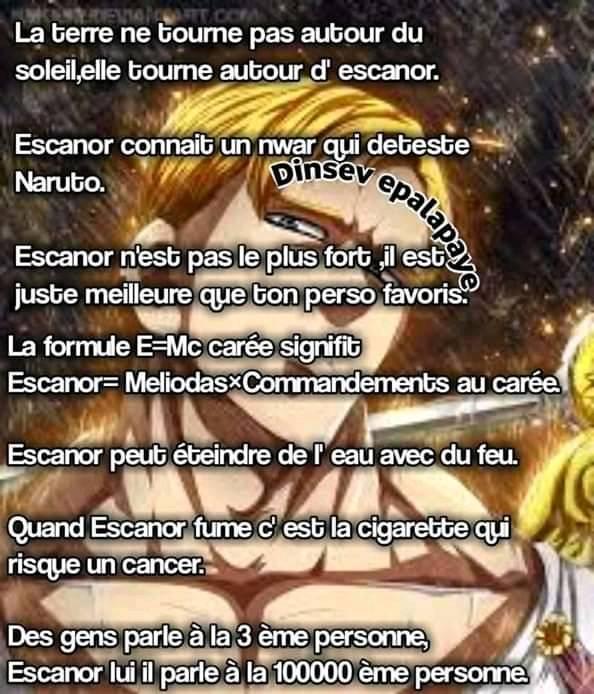 La terre ne tourne pas autour du
soleil,elle tourne autour d' escanor.
Escanor connait un nwar qui deteste
Naruto.
Dinsev epalapaye
Escanor n'est pas le plus fort ,il est
juste meilleure que ton perso favoris.
La formule E=Mc carée signifit
Escanor= Meliodas×Commandements au carée.
Escanor peut éteindre de l' eau avec du feu.
Quand Escanor fume c' est la cigarette qui
risque un cancer.
Des gens parle à la 3 ème personne,
Escanor lui il parle à la 100000 ème personne.